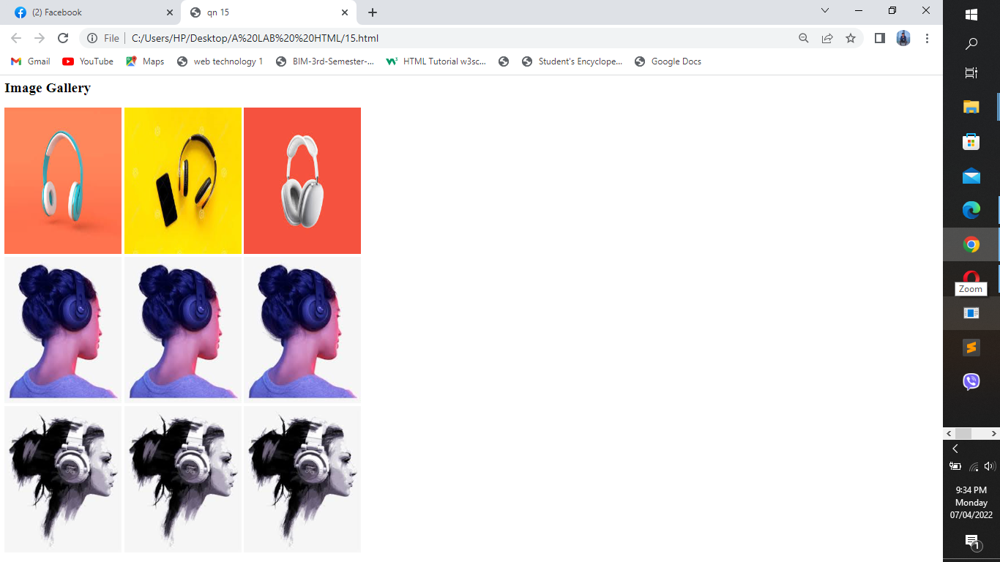 (2) Facebook
qn 15
File
C:/Users/HP/Desktop/A%20LAB%20%20HTML/15.html
Gmail
YouTube
Maps
web technology 1
BIM-3rd-Semester-...
HTML Tutorial w3sc...
Student's Encyclope...
Google Docs
Image Gallery
Zoom
9:34 PM
Monday
07/04/2022
1